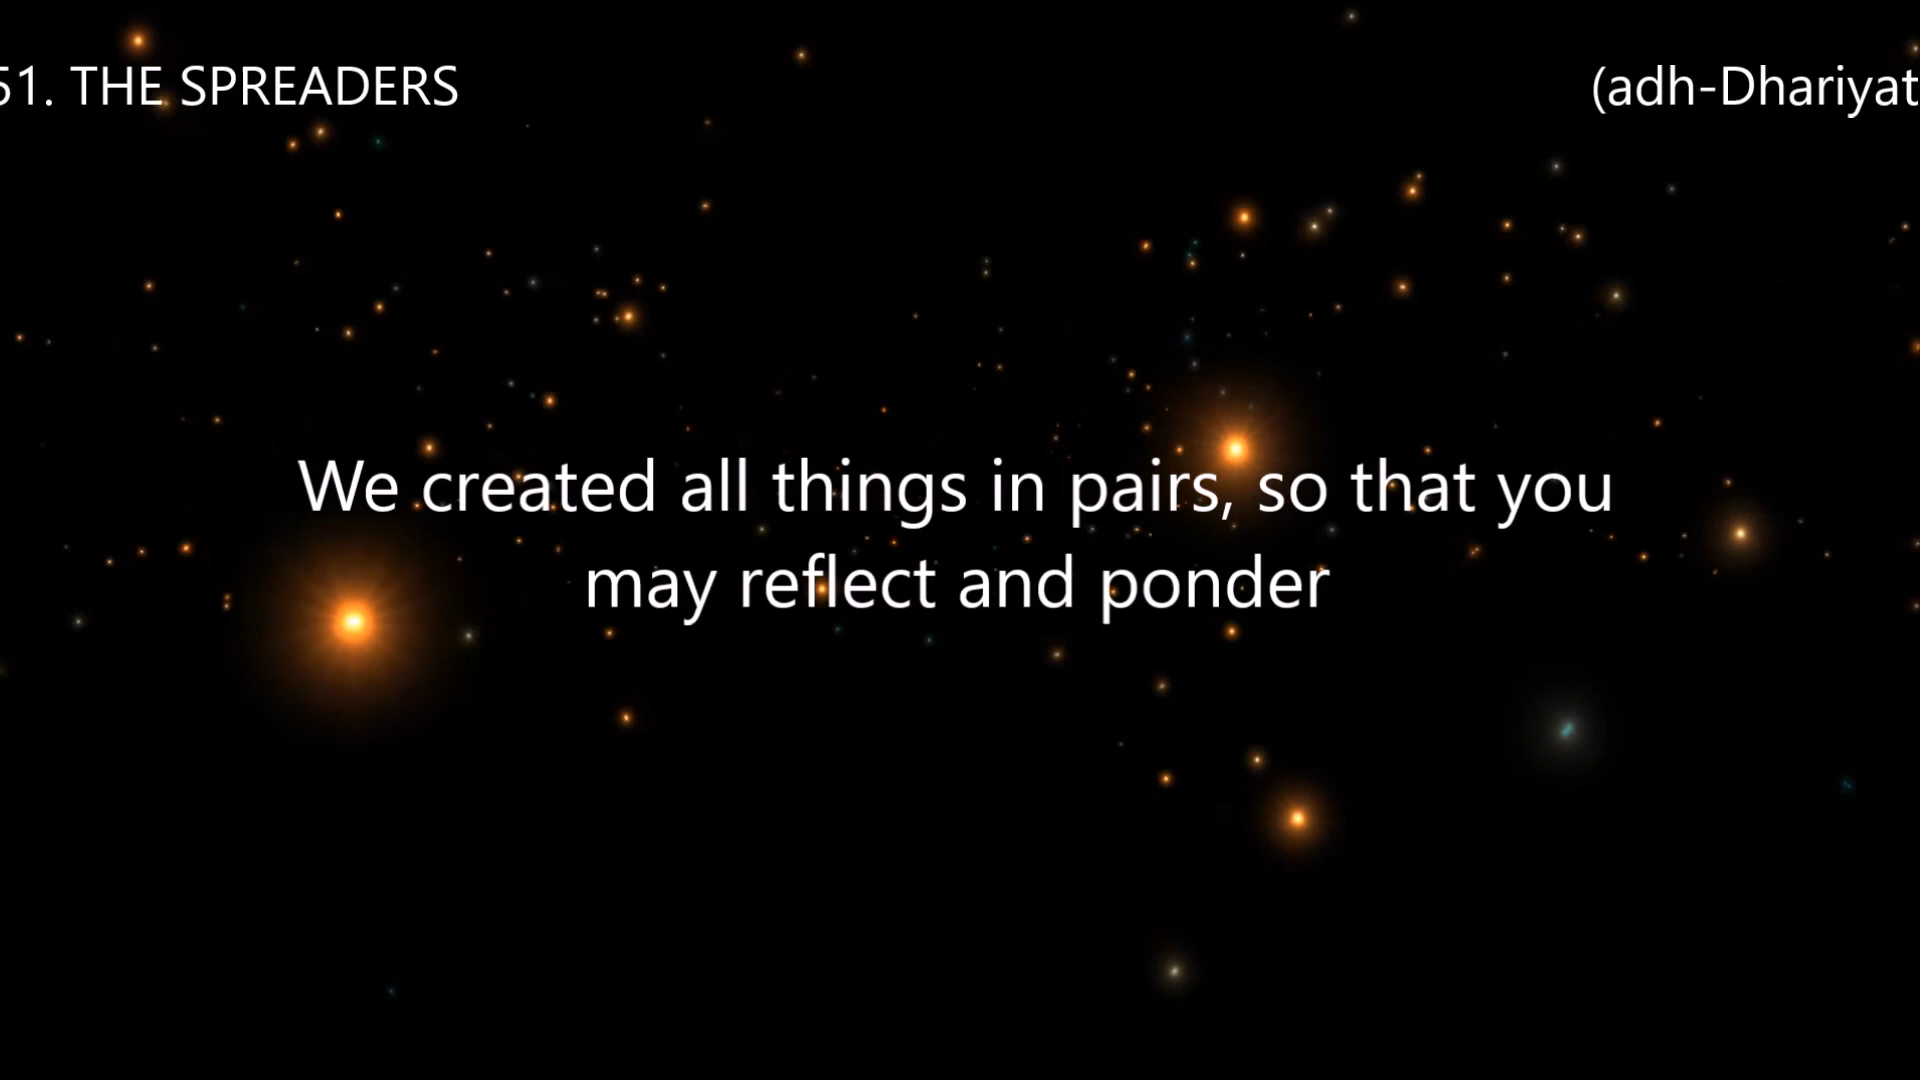 51. THE SPREADERS
(adh-Dhariyat
We created all things in pairs, so that you
may reflect and ponder